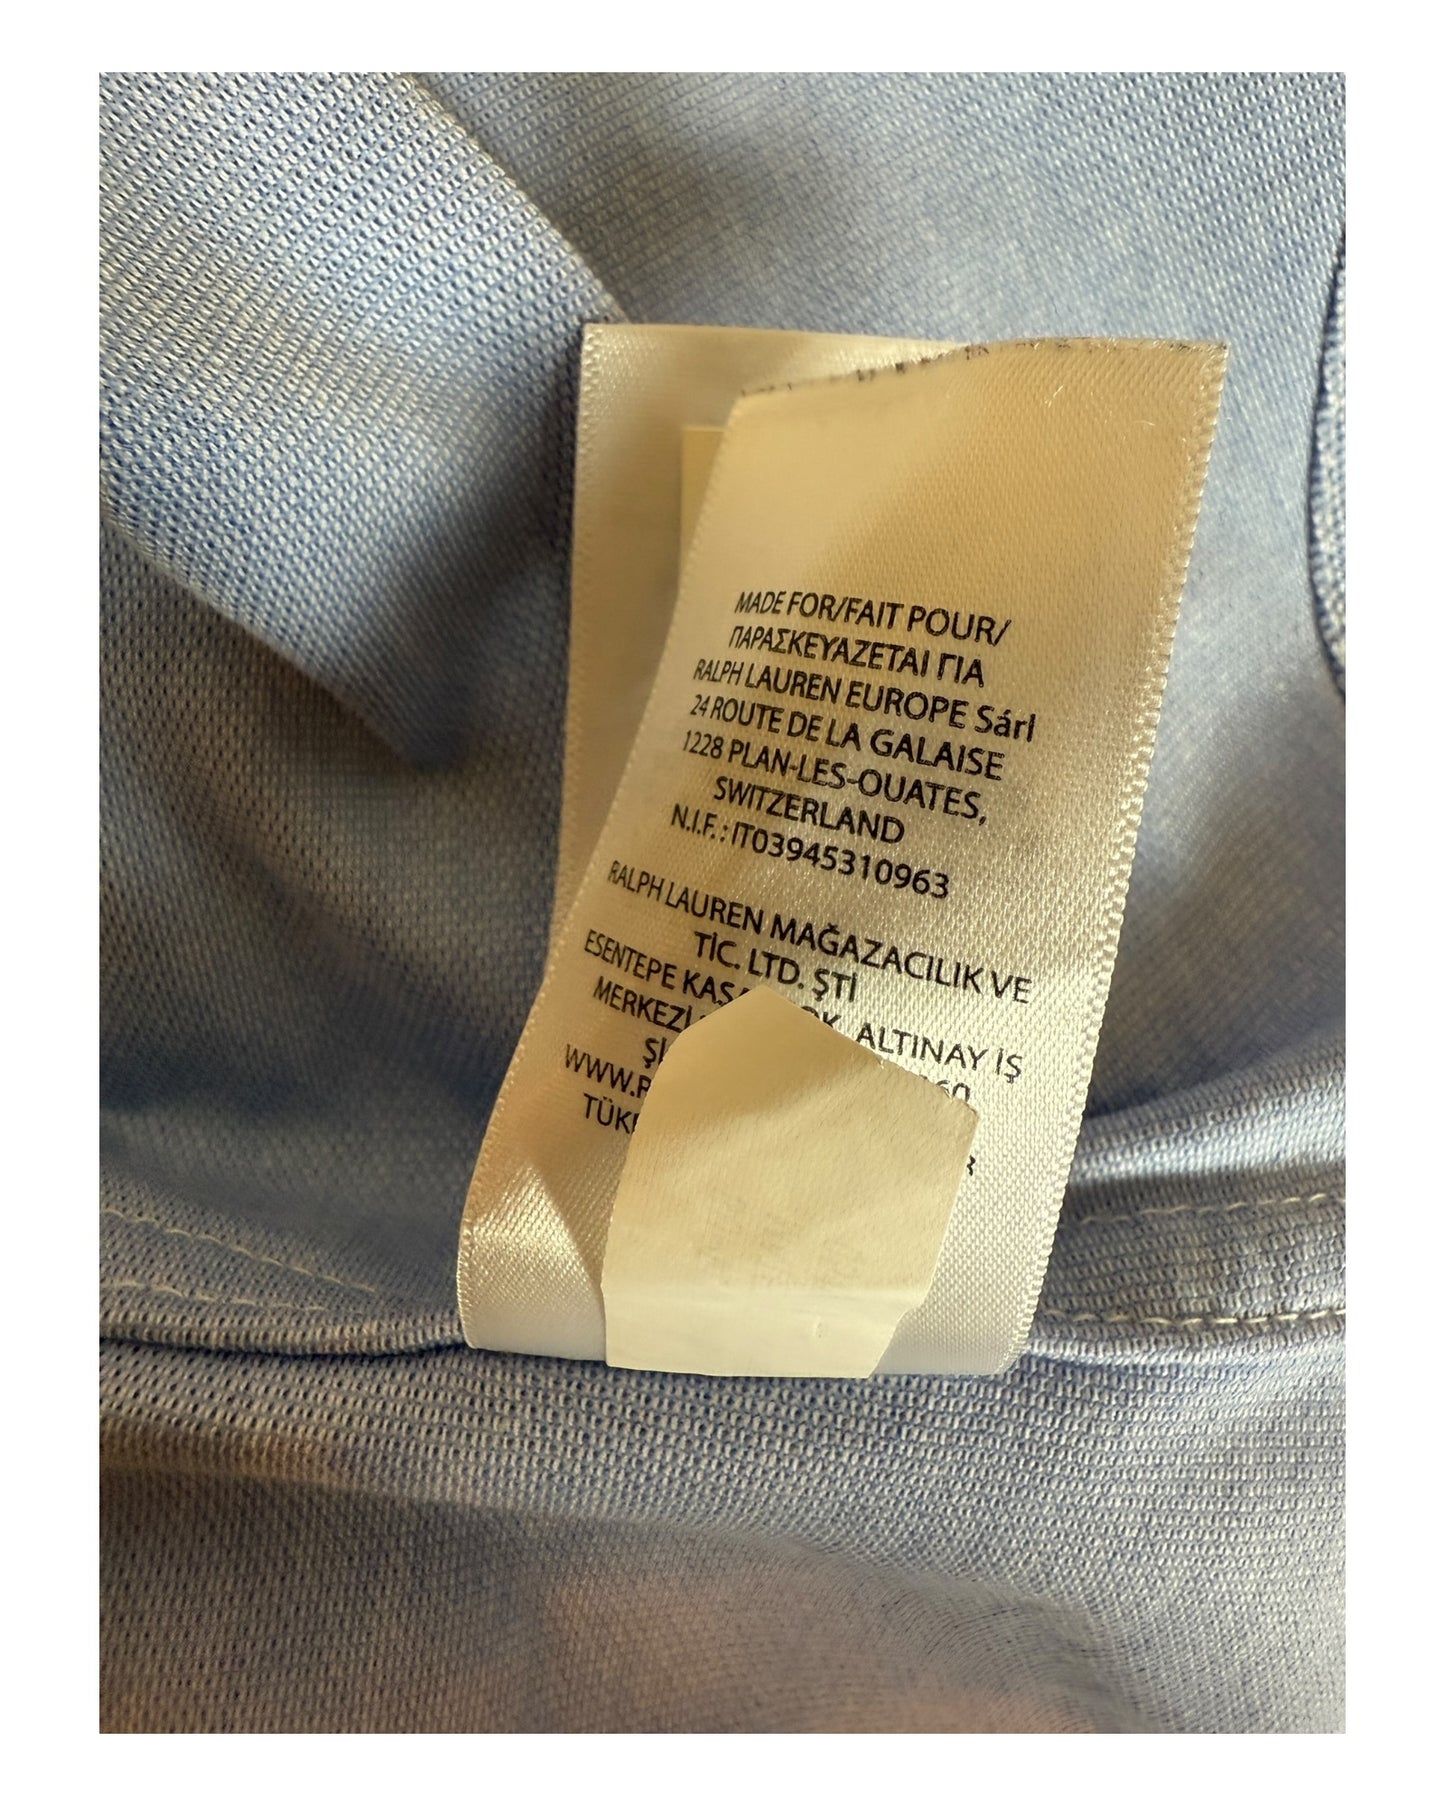 MADE FOR/FAIT POUR/
ΠΑΡΑΣΚΕΥΑΖΕΤΑΙ ΓΙΑ
RALPH LAUREN EUROPE Sárl
24 ROUTE DE LA GALAISE
1228 PLAN-LES-OUATES,
SWITZERLAND
N.I.F. : IT03945310963
RALPH LAUREN MAĞAZACILIK VE
TİC. LTD. ŞTİ
ESENTEPE KASA ALTINAY İŞ
MERKEZİ